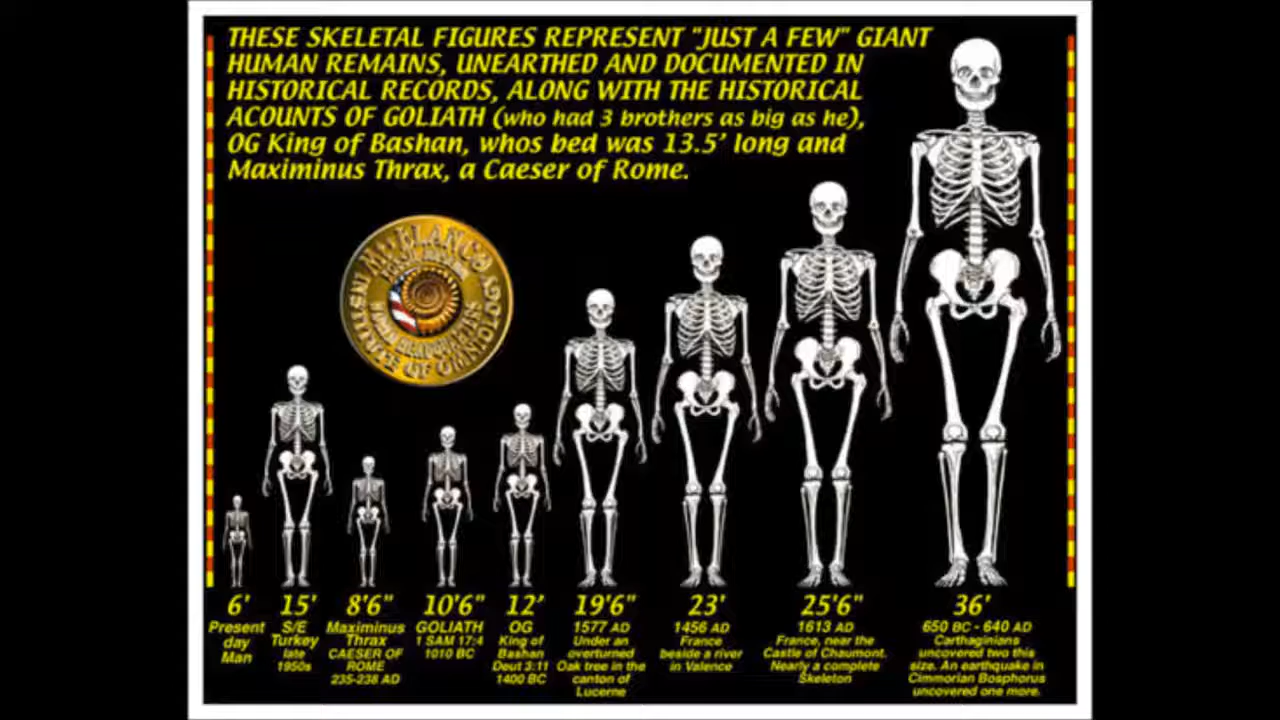 THESE SKELETAL FIGURES REPRESENT "JUST A FEW" GIANT
HUMAN REMAINS, UNEARTHED AND DOCUMENTED IN
HISTORICAL RECORDS, ALONG WITH THE HISTORICAL
ACOUNTS OF GOLIATH (who had 3 brothers as big as he),
OG King of Bashan, whos bed was 13.5’ long and
Maximinus Thrax, a Caeser of Rome.
MT BLANCO
INSTITUTE OF OMNIOLOGY
6'
Present
day
Man
15'
S/E
Turkey
late
1950s
8'6"
Maximinus
Thrax
CAESER OF
ROME
235-238 AD
10'6"
GOLIATH
1 SAM 17:4
1010 BC
12’
OG
King of
Bashan
Deut 3:11
1400 BC
19'6"
1577 AD
Under an
overturned
Oak tree in the
canton of
Lucerne
23'
1456 AD
France
beside a river
in Valence
25'6"
1613 AD
France, near the
Castle of Chaumont.
Nearly a complete
Skeleton
36'
650 BC - 640 AD
Carthaginians
uncovered two this
size. An earthquake in
Cimmorian Bosphorus
uncovered one more.